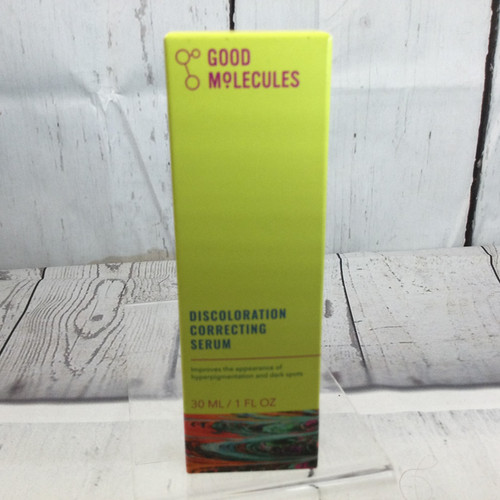 GOOD
MOLECULES
DISCOLORATION
CORRECTING
SERUM
Improves the appearance of
hyperpigmentation and dark spots
30 ML / 1 FL OZ